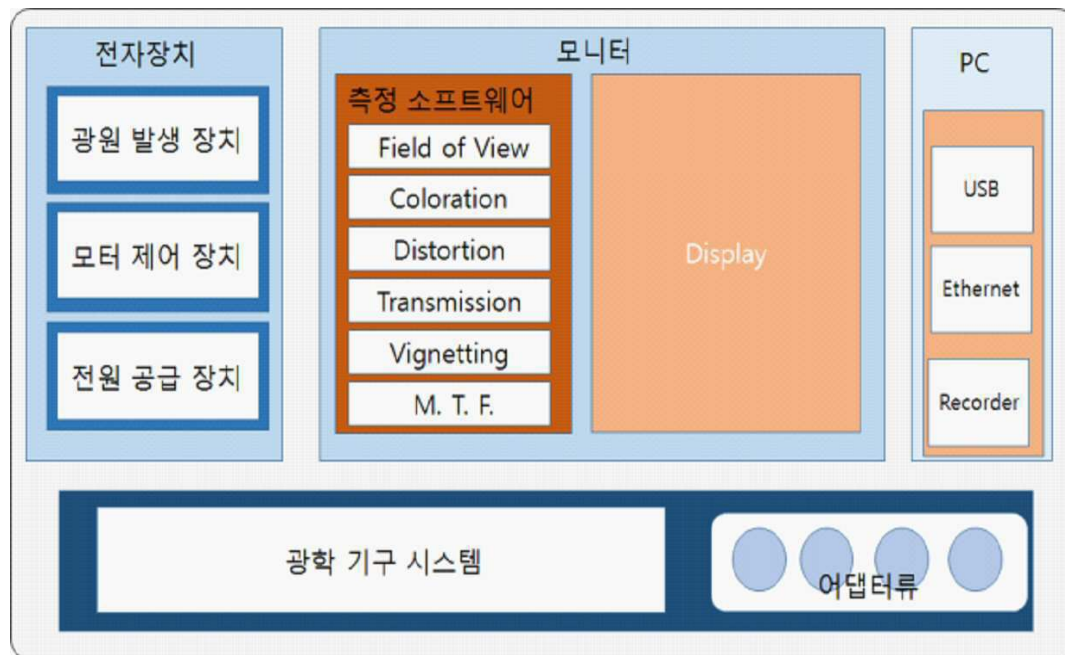 전자장치
광원 발생 장치
모터 제어 장치
전원 공급 장치
모니터
측정 소프트웨어
Field of View
Coloration
Distortion
Transmission
Vignetting
M. T. F.
Display
PC
USB
Ethernet
Recorder
광학 기구 시스템
어댑터류